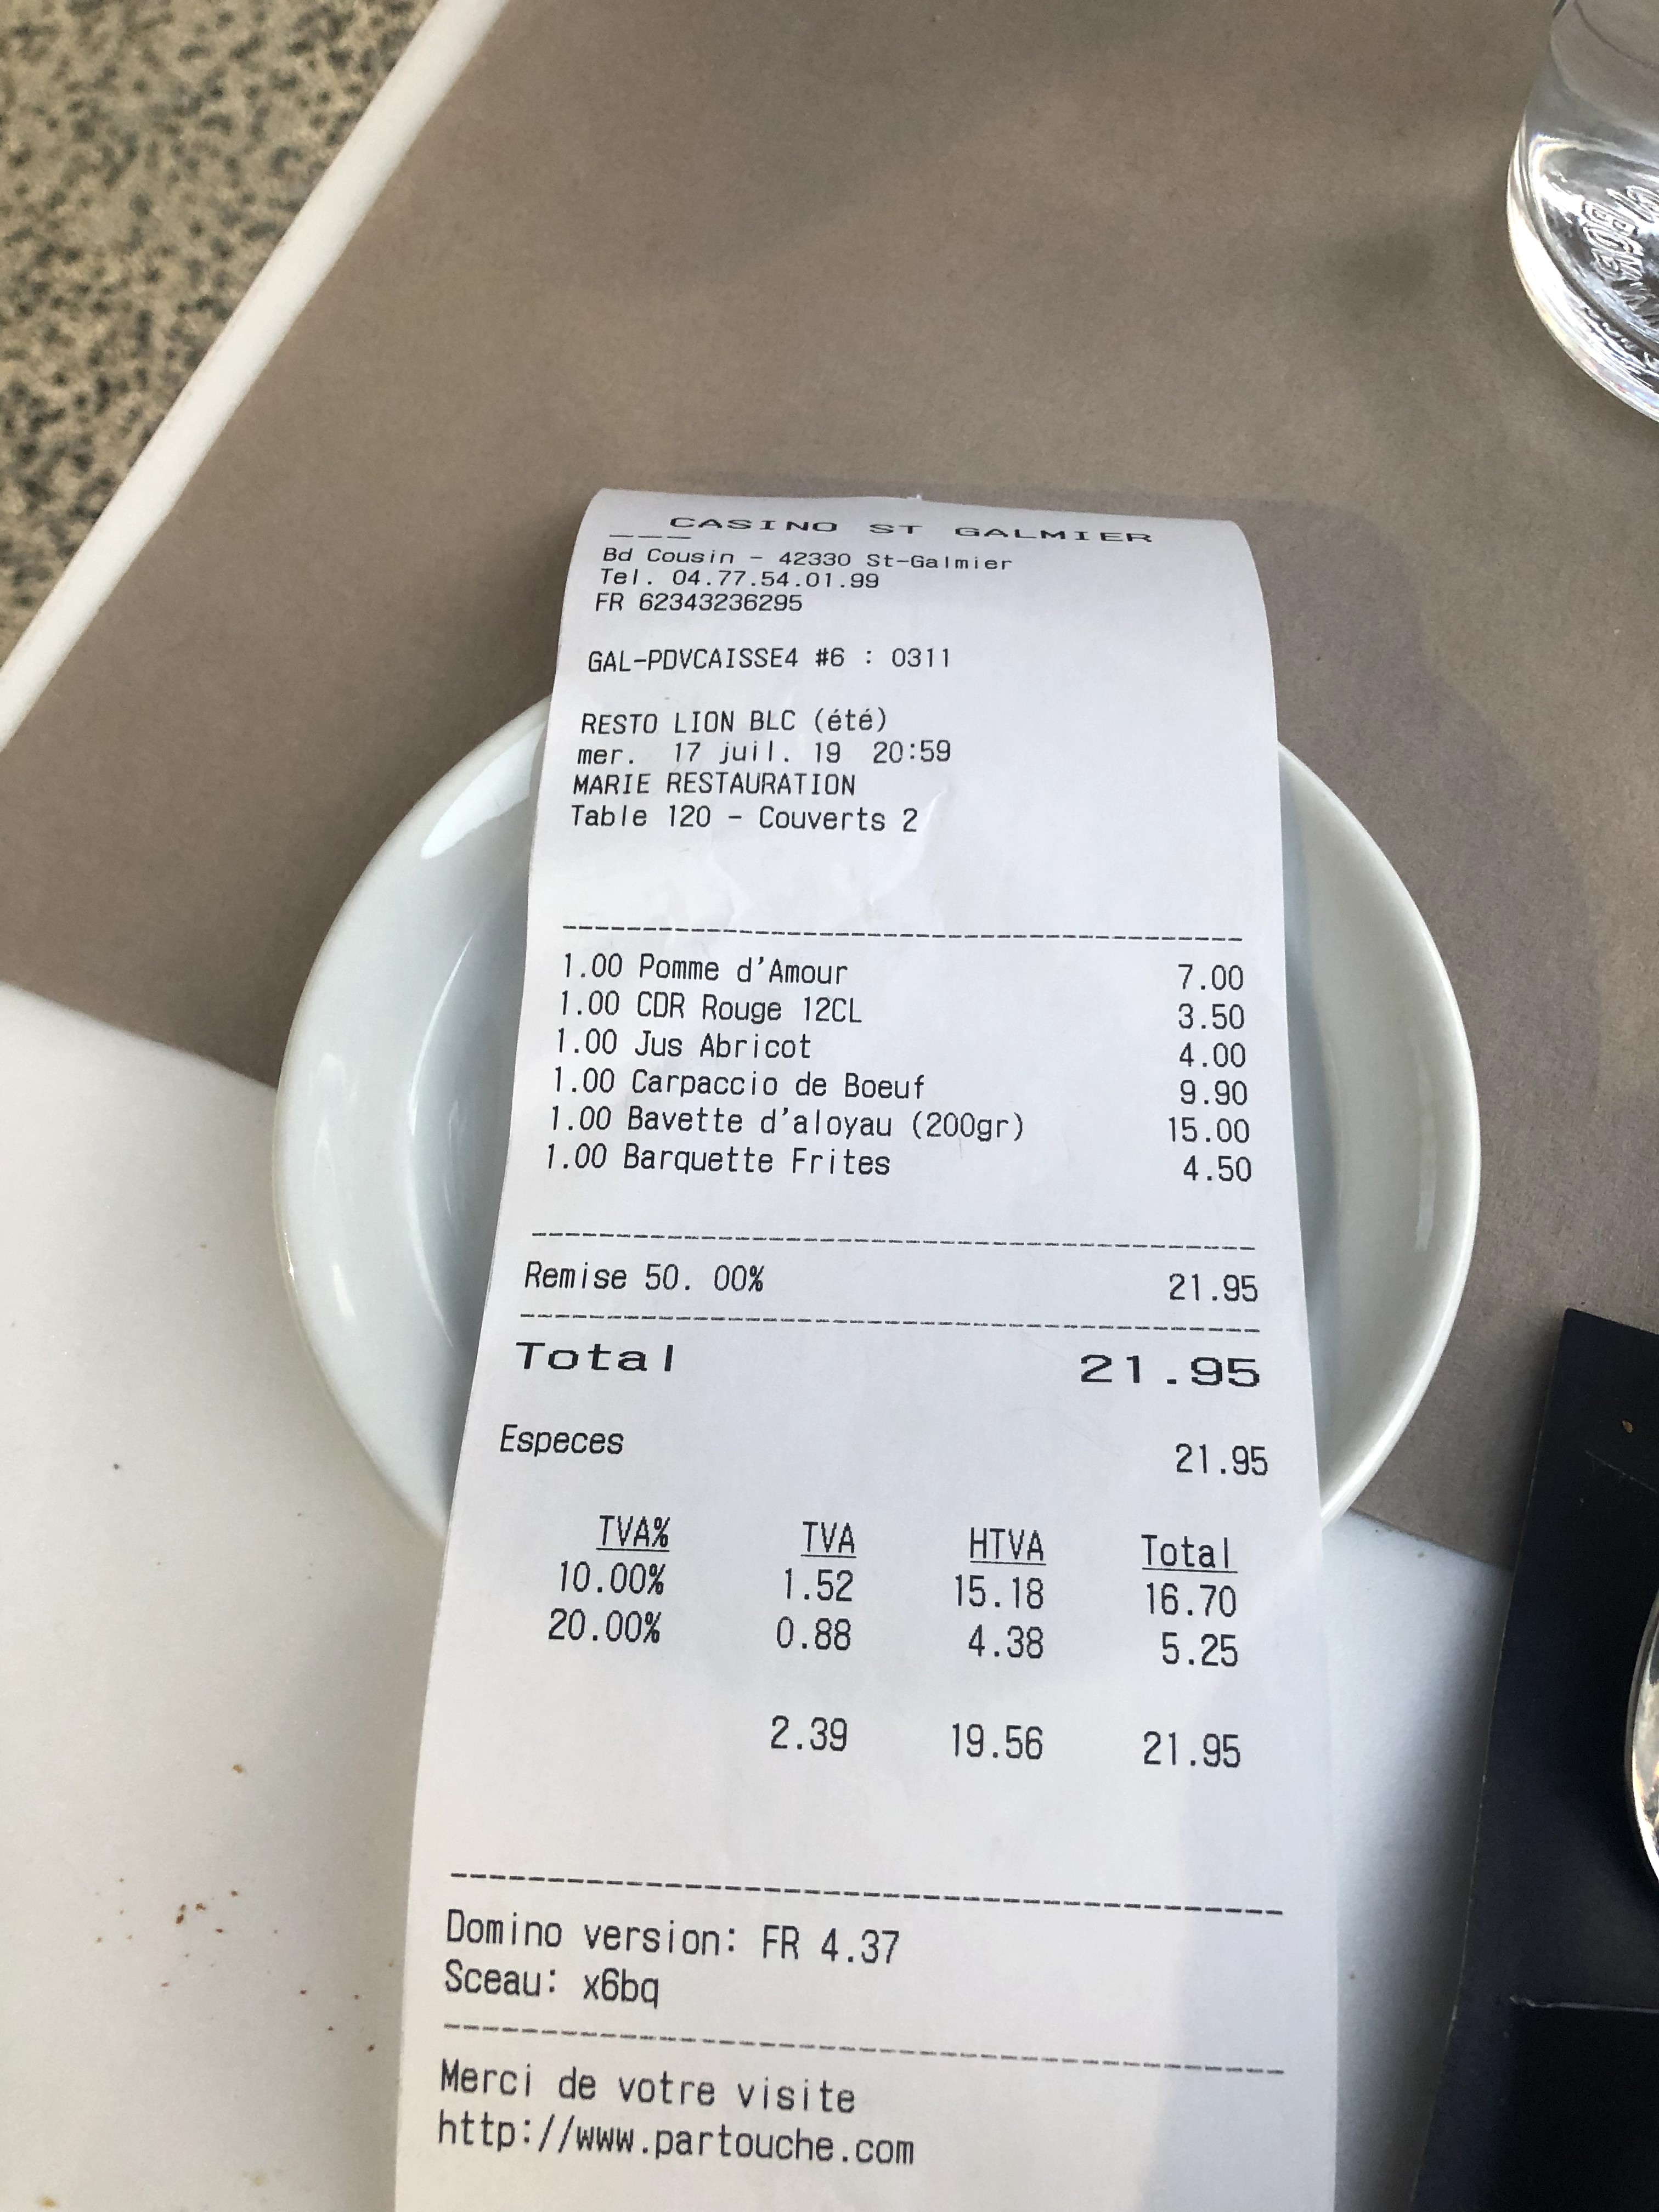 CASINO ST GALMIER
___
Bd Cousin - 42330 St-Galmier
Tel. 04.77.54.01.99
FR 62343236295
GAL-PDVCAISSE4 #6 : 0311
RESTO LION BLC (été)
mer. 17 juil. 19 20:59
MARIE RESTAURATION
Table 120 - Couverts 2
1.00 Pomme d'Amour 7.00
1.00 CDR Rouge 12CL 3.50
1.00 Jus Abricot 4.00
1.00 Carpaccio de Boeuf 9.90
1.00 Bavette d'aloyau (200gr) 15.00
1.00 Barquette Frites 4.50
Remise 50. 00% 21.95
Total 21.95
Especes 21.95
TVA% TVA HTVA Total
10.00% 1.52 15.18 16.70
20.00% 0.88 4.38 5.25
2.39 19.56 21.95
Domino version: FR 4.37
Sceau: x6bq
Merci de votre visite
http://www.partouche.com